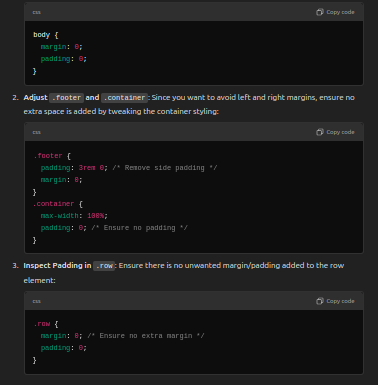 css
Copy code
body {
margin: 0;
padding: 0;
}
2. Adjust .footer and .container: Since you want to avoid left and right margins, ensure no
extra space is added by tweaking the container styling:
css
Copy code
.footer {
padding: 3rem 0; /* Remove side padding */
margin: 0;
}
.container {
max-width: 100%;
padding: 0; /* Ensure no padding */
}
3. Inspect Padding in .row: Ensure there is no unwanted margin/padding added to the row
element:
css
Copy code
.row {
margin: 0; /* Ensure no extra margin */
padding: 0;
}